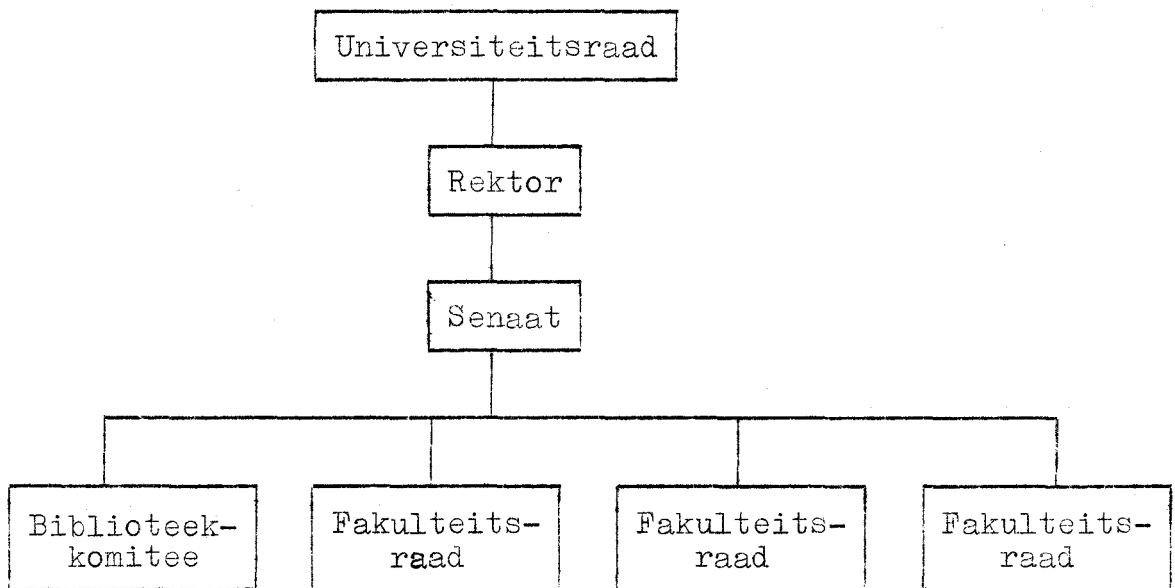 Universiteitsraad
Rektor
Senaat
Biblioteek-
komitee
Fakulteits-
raad
Fakulteits-
raad
Fakulteits-
raad